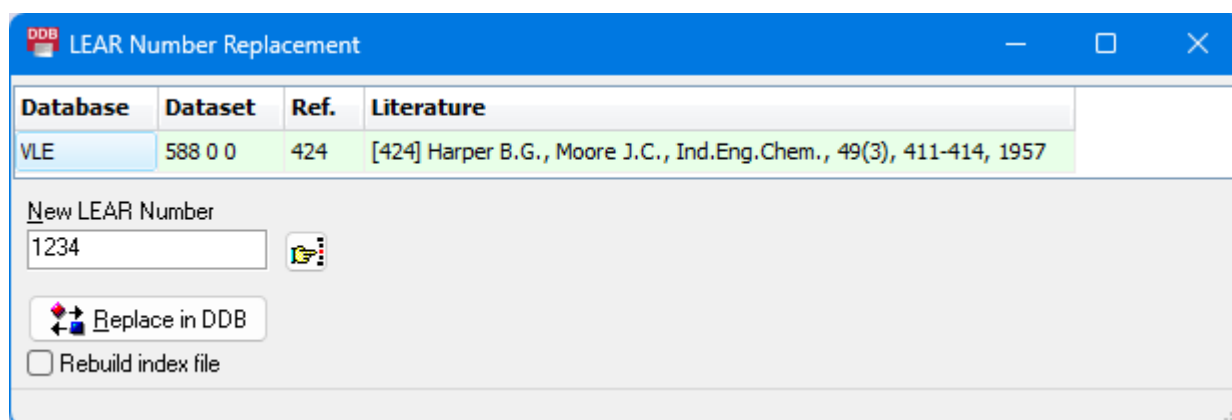 DDB LEAR Number Replacement
Database Dataset Ref. Literature
VLE 588 0 0 424 [424] Harper B.G., Moore J.C., Ind.Eng.Chem., 49(3), 411-414, 1957
New LEAR Number
1234
Replace in DDB
Rebuild index file